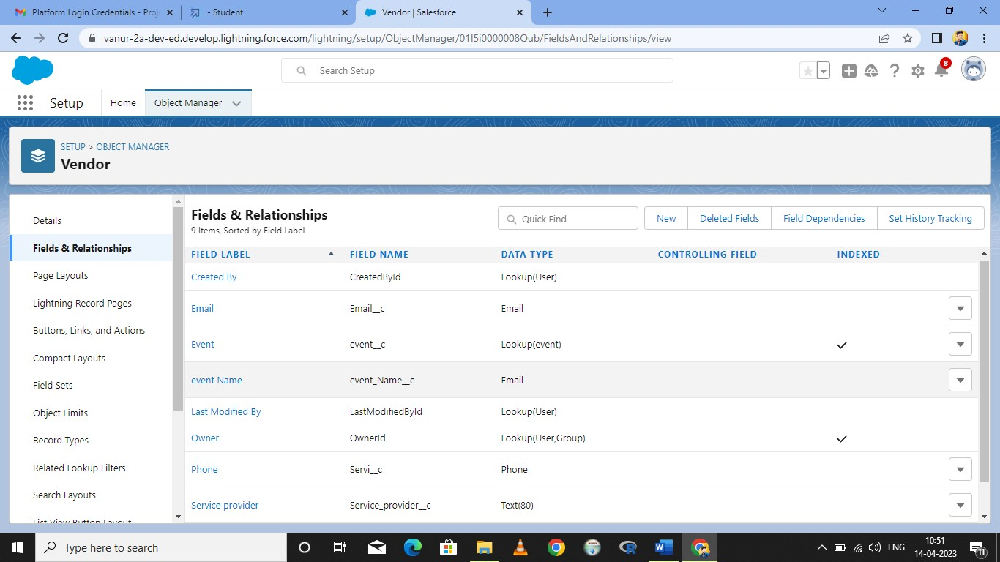 Platform Login Credentials - Proj
- Student
Vendor | Salesforce
vanur-2a-dev-ed.develop.lightning.force.com/lightning/setup/ObjectManager/01I5i0000008Qub/FieldsAndRelationships/view
Search Setup
8
Setup
Home
Object Manager
SETUP > OBJECT MANAGER
Vendor
Details
Fields & Relationships
Page Layouts
Lightning Record Pages
Buttons, Links, and Actions
Compact Layouts
Field Sets
Object Limits
Record Types
Related Lookup Filters
Search Layouts
List View Button Layout
Fields & Relationships
9 Items, Sorted by Field Label
Quick Find
New
Deleted Fields
Field Dependencies
Set History Tracking
FIELD LABEL FIELD NAME DATA TYPE CONTROLLING FIELD INDEXED
Created By CreatedById Lookup(User)
Email Email__c Email
Event event__c Lookup(event)
event Name event_Name__c Email
Last Modified By LastModifiedById Lookup(User)
Owner OwnerId Lookup(User,Group)
Phone Servi__c Phone
Service provider Service_provider__c Text(80)
Type here to search
ENG
10:51
14-04-2023
11